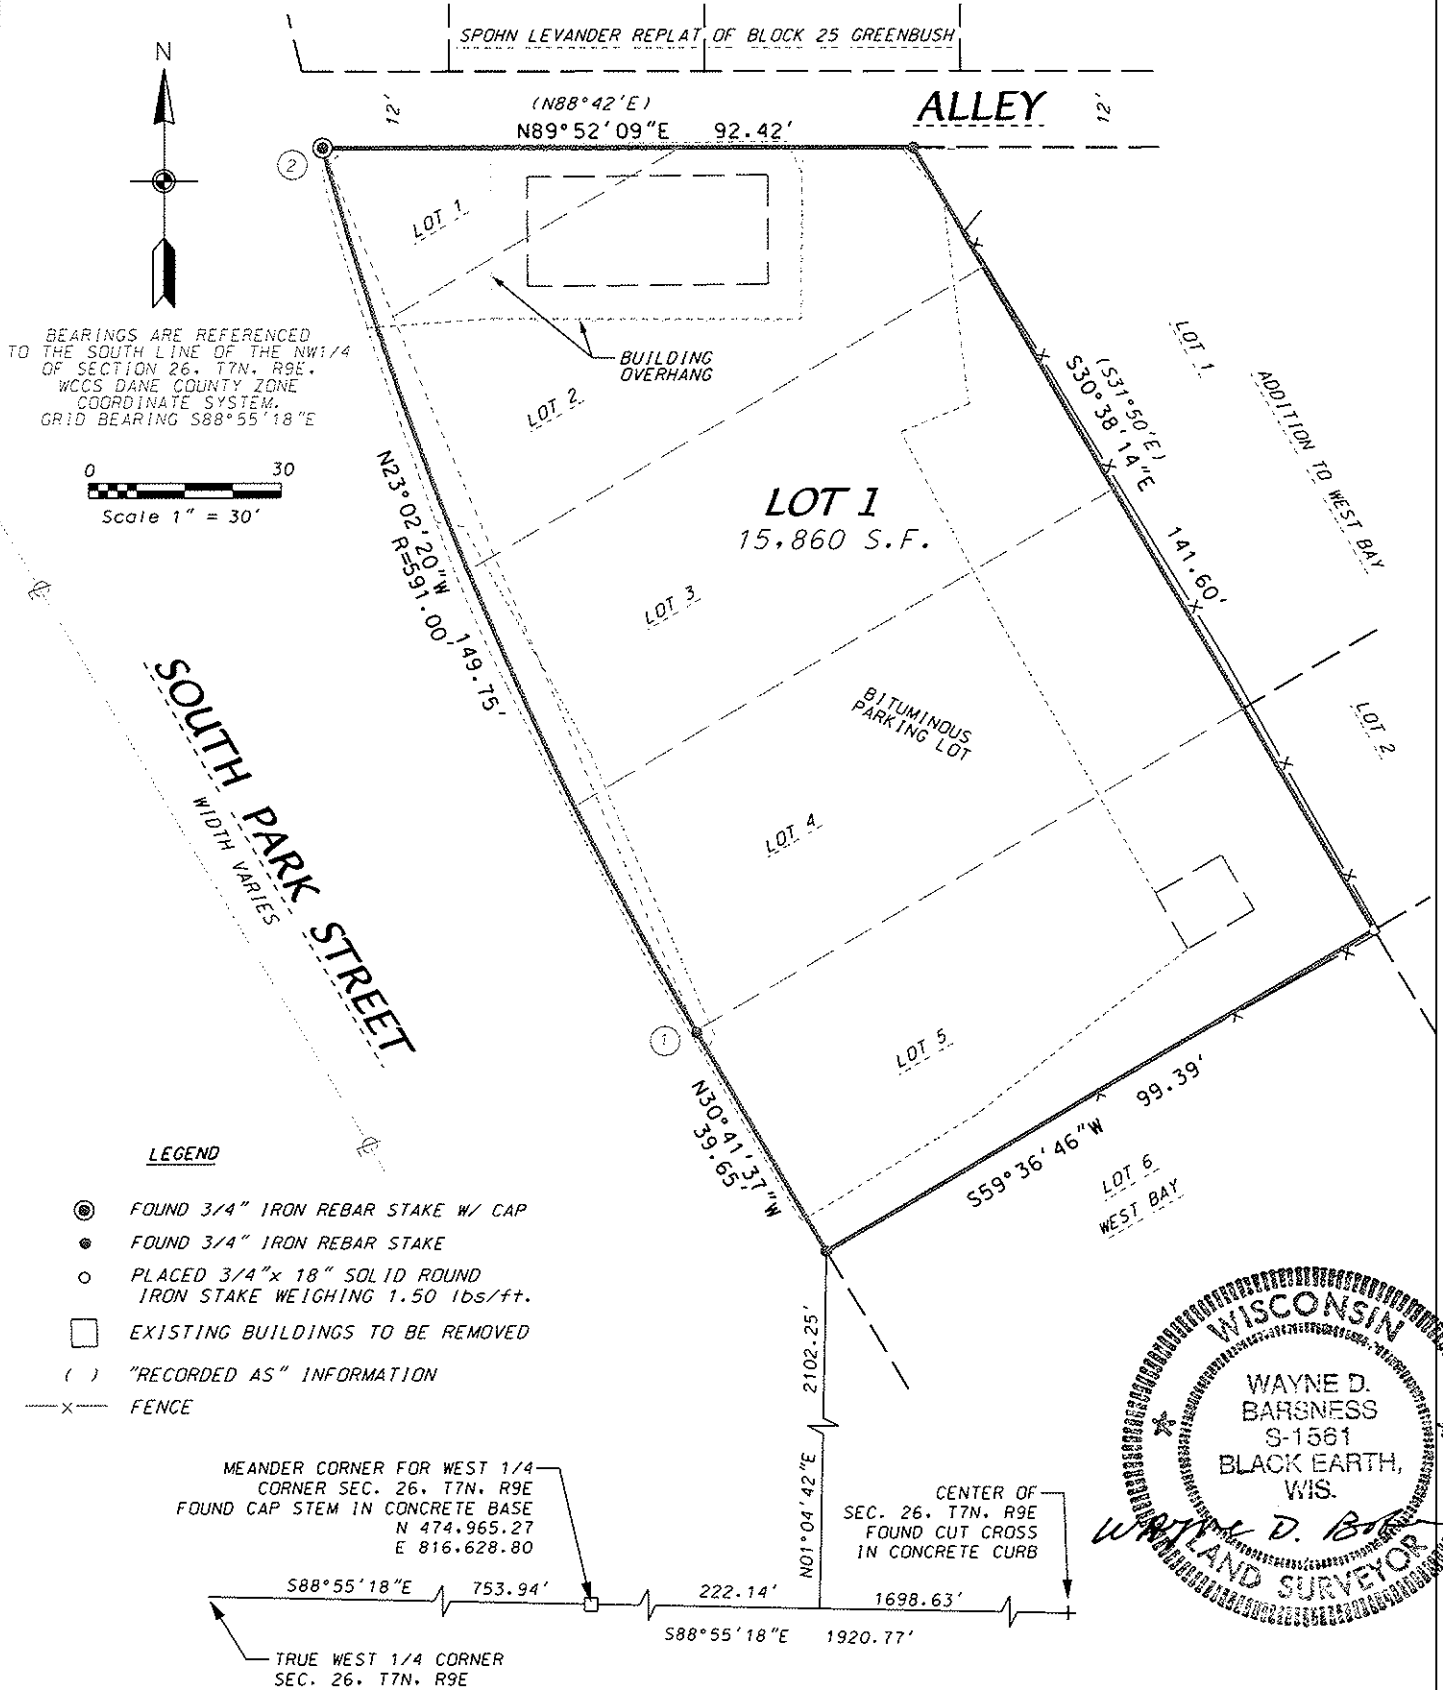 SPOHN LEVANDER REPLAT OF BLOCK 25 GREENBUSH
N
12'
(N88°42'E)
N89°52'09"E 92.42'
ALLEY
12'
2
LOT 1
BEARINGS ARE REFERENCED
TO THE SOUTH LINE OF THE NW1/4
OF SECTION 26, T7N, R9E,
WCCS DANE COUNTY ZONE
COORDINATE SYSTEM.
GRID BEARING S88°55'18"E
BUILDING
OVERHANG
LOT 2
0 30
Scale 1" = 30'
N23°02'20"W 149.75'
R=591.00'
LOT 1
15,860 S.F.
(S31°50'E)
S30°38'14"E 141.60'
LOT 1
ADDITION TO WEST BAY
LOT 3
SOUTH PARK STREET
WIDTH VARIES
BITUMINOUS
PARKING LOT
LOT 2
LOT 4
1
LOT 5
N30°41'37"W
39.65'
S59°36'46"W 99.39'
LOT 6
WEST BAY
LEGEND
FOUND 3/4" IRON REBAR STAKE W/ CAP
FOUND 3/4" IRON REBAR STAKE
PLACED 3/4"x 18" SOLID ROUND
IRON STAKE WEIGHING 1.50 lbs/ft.
EXISTING BUILDINGS TO BE REMOVED
( ) "RECORDED AS" INFORMATION
x FENCE
N01°04'42"E 2102.25'
WISCONSIN
WAYNE D.
BARSNESS
S-1561
BLACK EARTH,
WIS.
LAND SURVEYOR
MEANDER CORNER FOR WEST 1/4
CORNER SEC. 26, T7N, R9E
FOUND CAP STEM IN CONCRETE BASE
N 474,965.27
E 816,628.80
CENTER OF
SEC. 26, T7N, R9E
FOUND CUT CROSS
IN CONCRETE CURB
S88°55'18"E 753.94' 222.14' 1698.63'
S88°55'18"E 1920.77'
TRUE WEST 1/4 CORNER
SEC. 26, T7N, R9E